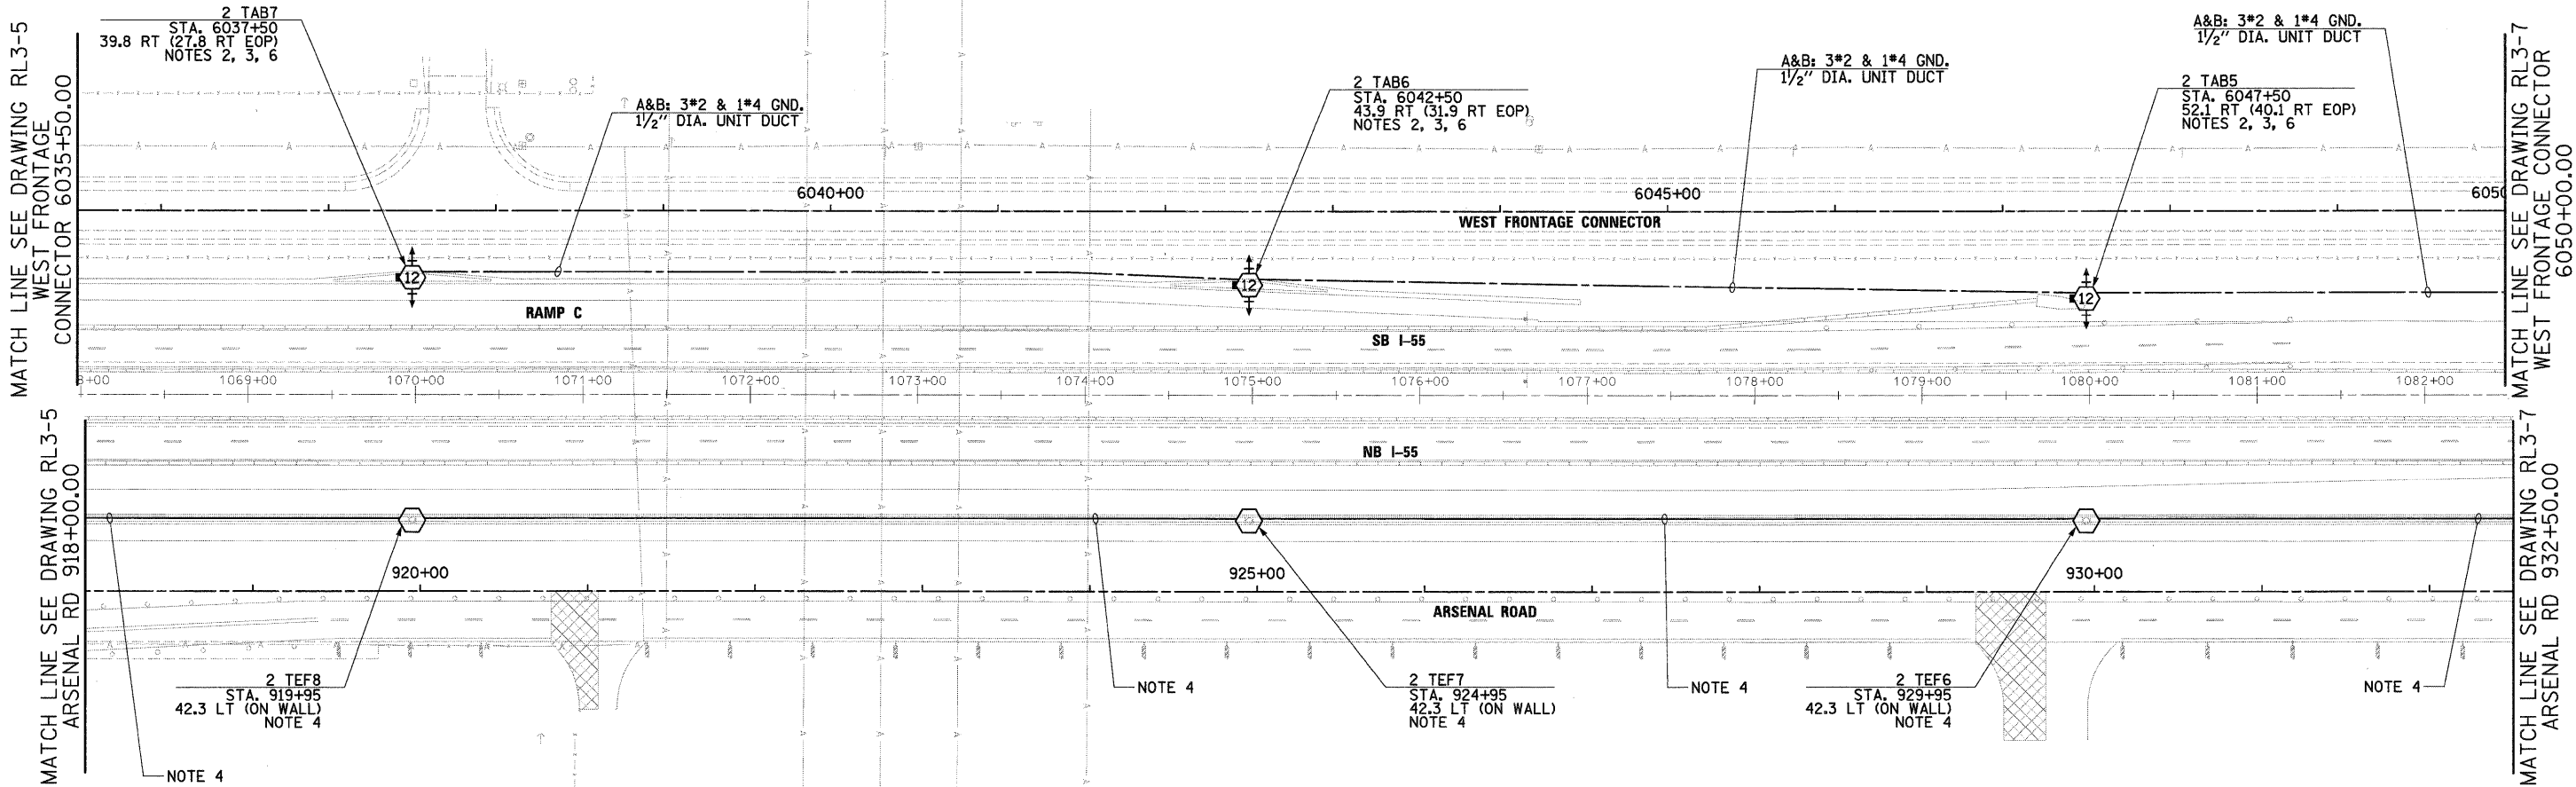 MATCH LINE SEE DRAWING RL3-5
WEST FRONTAGE
CONNECTOR 6035+50.00
2 TAB7
STA. 6037+50
39.8 RT (27.8 RT EOP)
NOTES 2, 3, 6
A&B: 3#2 & 1#4 GND.
1½" DIA. UNIT DUCT
2 TAB6
STA. 6042+50
43.9 RT (31.9 RT EOP)
NOTES 2, 3, 6
A&B: 3#2 & 1#4 GND.
1½" DIA. UNIT DUCT
2 TAB5
STA. 6047+50
52.1 RT (40.1 RT EOP)
NOTES 2, 3, 6
A&B: 3#2 & 1#4 GND.
1½" DIA. UNIT DUCT
MATCH LINE SEE DRAWING RL3-7
WEST FRONTAGE CONNECTOR
6050+00.00
6040+00
6045+00
6050
WEST FRONTAGE CONNECTOR
12
12
12
RAMP C
SB I-55
8+00
1069+00
1070+00
1071+00
1072+00
1073+00
1074+00
1075+00
1076+00
1077+00
1078+00
1079+00
1080+00
1081+00
1082+00
MATCH LINE SEE DRAWING RL3-5
ARSENAL RD 918+00.00
NB I-55
920+00
925+00
930+00
ARSENAL ROAD
2 TEF8
STA. 919+95
42.3 LT (ON WALL)
NOTE 4
NOTE 4
NOTE 4
2 TEF7
STA. 924+95
42.3 LT (ON WALL)
NOTE 4
NOTE 4
2 TEF6
STA. 929+95
42.3 LT (ON WALL)
NOTE 4
NOTE 4
MATCH LINE SEE DRAWING RL3-7
ARSENAL RD 932+50.00